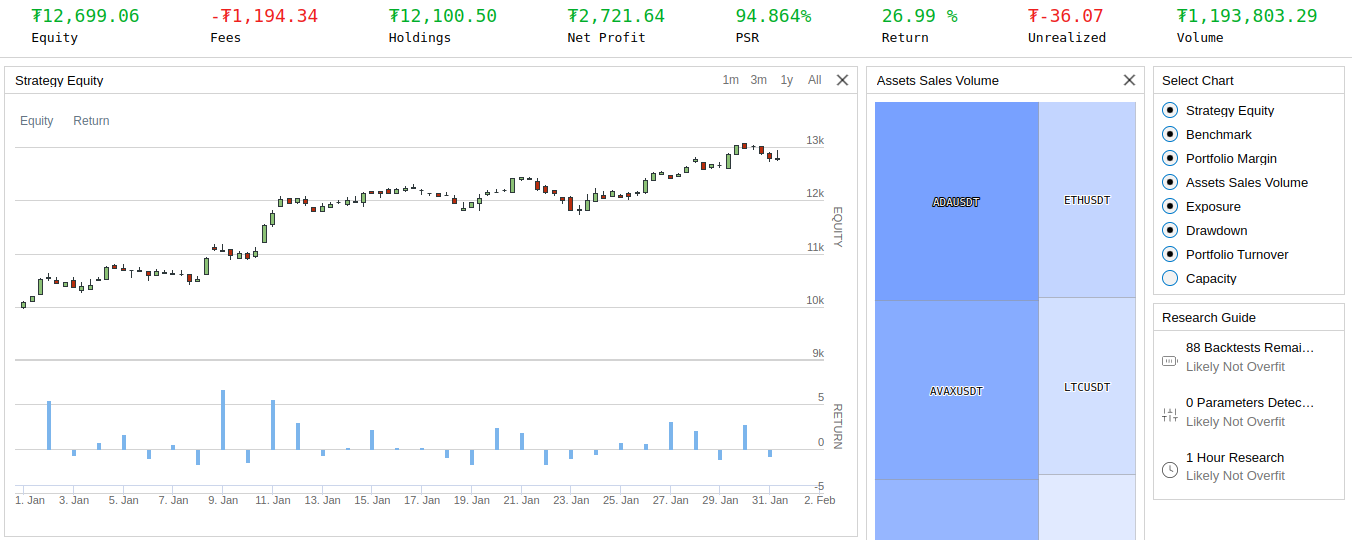 ₮12,699.06 -₮1,194.34 ₮12,100.50 ₮2,721.64 94.864% 26.99 % ₮-36.07 ₮1,193,803.29
Equity Fees Holdings Net Profit PSR Return Unrealized Volume
Strategy Equity 1m 3m 1y All
Equity Return
13k
12k
11k
10k
9k
EQUITY
5
0
-5
RETURN
1. Jan 3. Jan 5. Jan 7. Jan 9. Jan 11. Jan 13. Jan 15. Jan 17. Jan 19. Jan 21. Jan 23. Jan 25. Jan 27. Jan 29. Jan 31. Jan 2. Feb
Assets Sales Volume
ADAUSDT
ETHUSDT
AVAXUSDT
LTCUSDT
Select Chart
Strategy Equity
Benchmark
Portfolio Margin
Assets Sales Volume
Exposure
Drawdown
Portfolio Turnover
Capacity
Research Guide
88 Backtests Remai...
Likely Not Overfit
0 Parameters Detec...
Likely Not Overfit
1 Hour Research
Likely Not Overfit